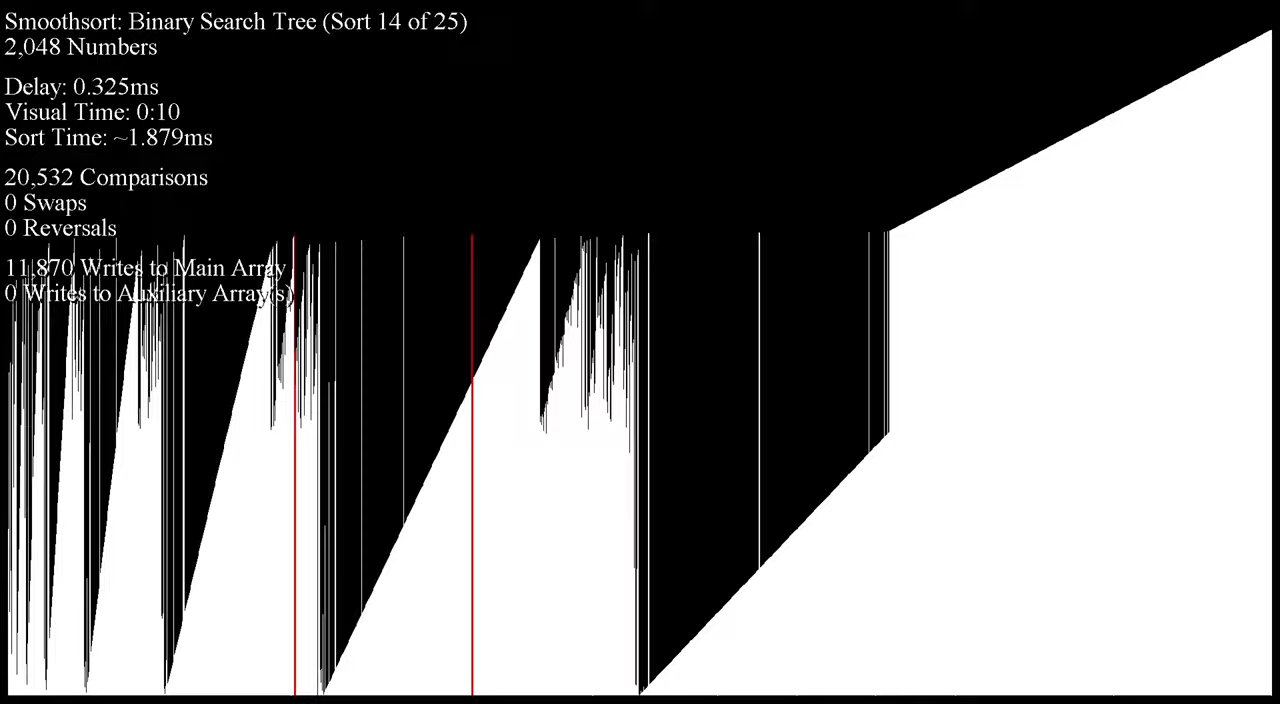 Smoothsort: Binary Search Tree (Sort 14 of 25)
2,048 Numbers
Delay: 0.325ms
Visual Time: 0:10
Sort Time: ~1.879ms
20,532 Comparisons
0 Swaps
0 Reversals
11,870 Writes to Main Array
0 Writes to Auxiliary Array(s)